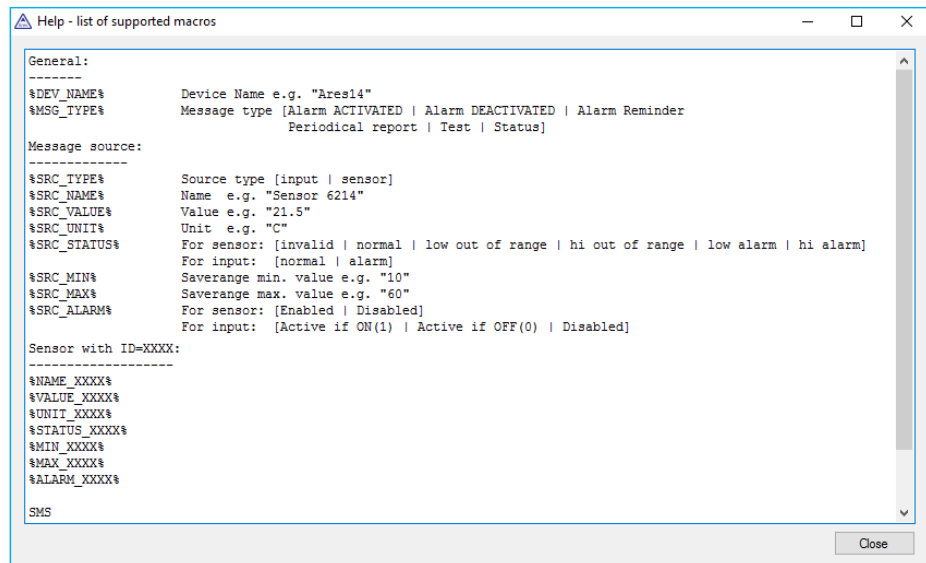 Help - list of supported macros
General:
-------
%DEV_NAME% Device Name e.g. "Ares14"
%MSG_TYPE% Message type [Alarm ACTIVATED | Alarm DEACTIVATED | Alarm Reminder
Periodical report | Test | Status]
Message source:
-------------
%SRC_TYPE% Source type [input | sensor]
%SRC_NAME% Name e.g. "Sensor 6214"
%SRC_VALUE% Value e.g. "21.5"
%SRC_UNIT% Unit e.g. "C"
%SRC_STATUS% For sensor: [invalid | normal | low out of range | hi out of range | low alarm | hi alarm]
For input: [normal | alarm]
%SRC_MIN% Saverange min. value e.g. "10"
%SRC_MAX% Saverange max. value e.g. "60"
%SRC_ALARM% For sensor: [Enabled | Disabled]
For input: [Active if ON(1) | Active if OFF(0) | Disabled]
Sensor with ID=XXXX:
-------------------
%NAME_XXXX%
%VALUE_XXXX%
%UNIT_XXXX%
%STATUS_XXXX%
%MIN_XXXX%
%MAX_XXXX%
%ALARM_XXXX%
SMS
Close